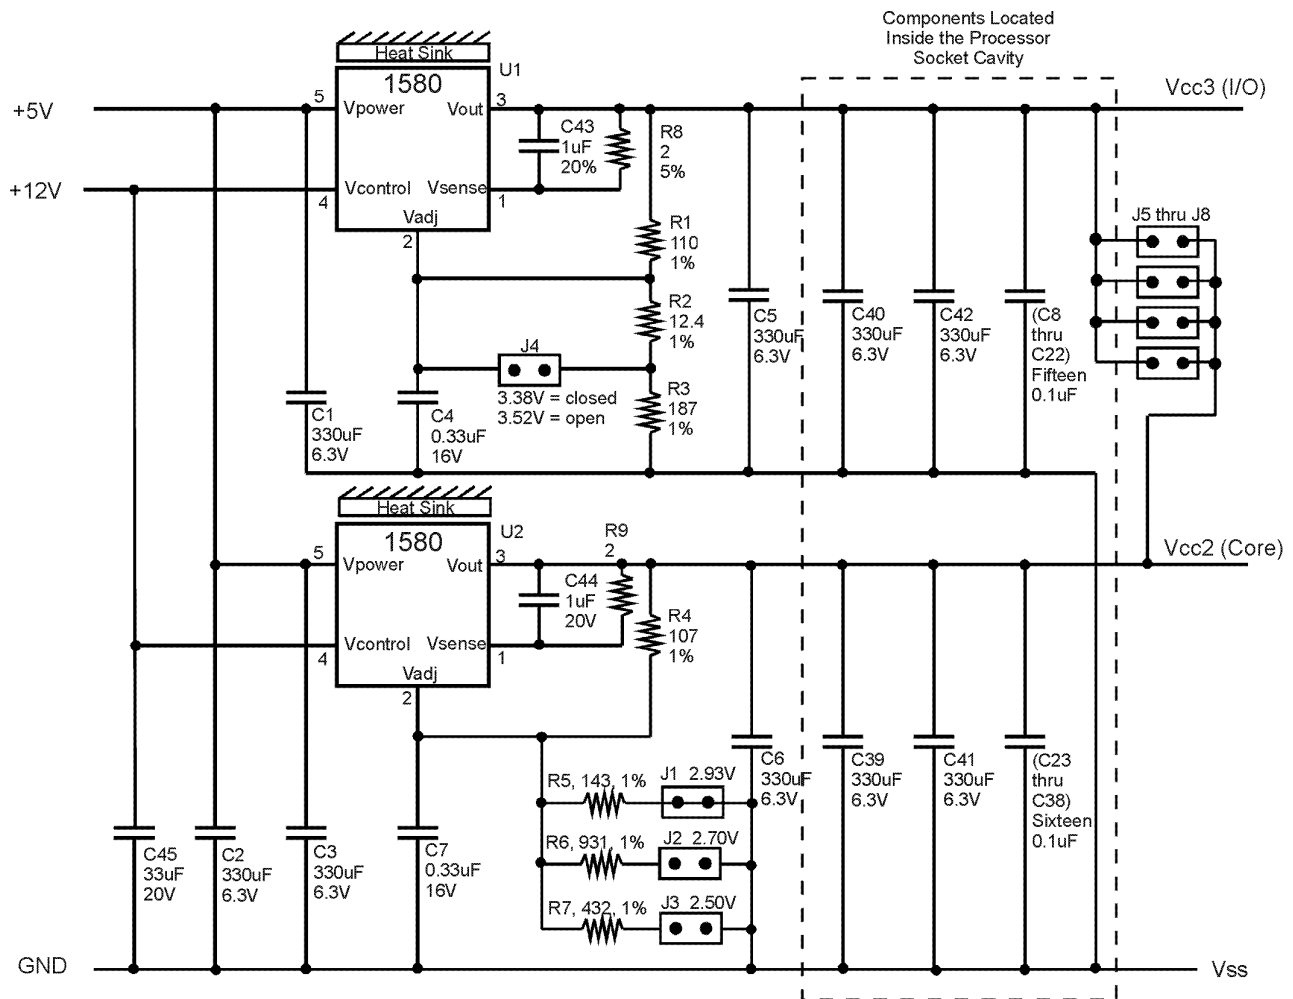 Components Located
Inside the Processor
Socket Cavity
Heat Sink
1580
U1
+5V
5
Vpower
Vout
3
C43
1uF
20%
R8
2
5%
Vcc3 (I/O)
+12V
4
Vcontrol
Vsense
1
Vadj
2
R1
110
1%
J5 thru J8
R2
12.4
1%
J4
3.38V = closed
3.52V = open
R3
187
1%
C1
330uF
6.3V
C4
0.33uF
16V
C5
330uF
6.3V
C40
330uF
6.3V
C42
330uF
6.3V
(C8
thru
C22)
Fifteen
0.1uF
Heat Sink
1580
U2
5
Vpower
Vout
3
C44
1uF
20V
R9
2
Vcc2 (Core)
4
Vcontrol
Vsense
1
Vadj
2
R4
107
1%
R5, 143, 1%
J1 2.93V
R6, 931, 1%
J2 2.70V
R7, 432, 1%
J3 2.50V
C6
330uF
6.3V
C39
330uF
6.3V
C41
330uF
6.3V
(C23
thru
C38)
Sixteen
0.1uF
C45
33uF
20V
C2
330uF
6.3V
C3
330uF
6.3V
C7
0.33uF
16V
GND
Vss